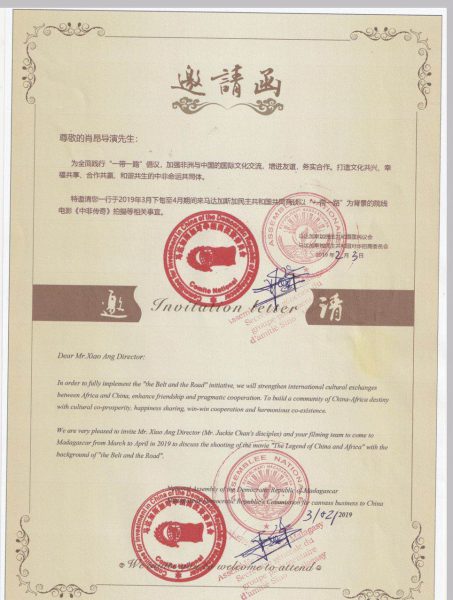 邀請函
尊敬的肖昂导演先生：
为全面践行“一带一路”倡议，加强非洲与中国的国际文化交流，增进友谊，务实合作。打造文化共兴，幸
福共享、合作共赢，和谐共生的中非命运共同体。
特邀请您一行于2019年3月下旬至4月期间来马达加斯加民主共和国共同商谈以“一带一路”为背景的院线
电影《中非传奇》拍摄等相关事宜。
2019 年 2 月 3 日
Comite National
ASSEMBLEE NATIONALE
邀 Invitation letter 请
Dear Mr.Xiao Ang Director:
In order to fully implement the "the Belt and the Road" initiative, we will strengthen international cultural exchanges
between Africa and China, enhance friendship and pragmatic cooperation. To build a community of China-Africa destiny
with cultural co-prosperity, happiness sharing, win-win cooperation and harmonious co-existence.
We are very pleased to invite Mr. Xiao Ang Director (Mr. Jackie Chan's disciples) and your filming team to come to
Madagascar from March to April in 2019 to discuss the shooting of the movie "The Legend of China and Africa" with the
background of "the Belt and the Road".
National Assembly of the Democratic Republic of Madagascar
Democratic Republic's Commission for canvass business to China
3/02/2019
ASSEMBLEE NATIONALE
Comite National
welcome to attend